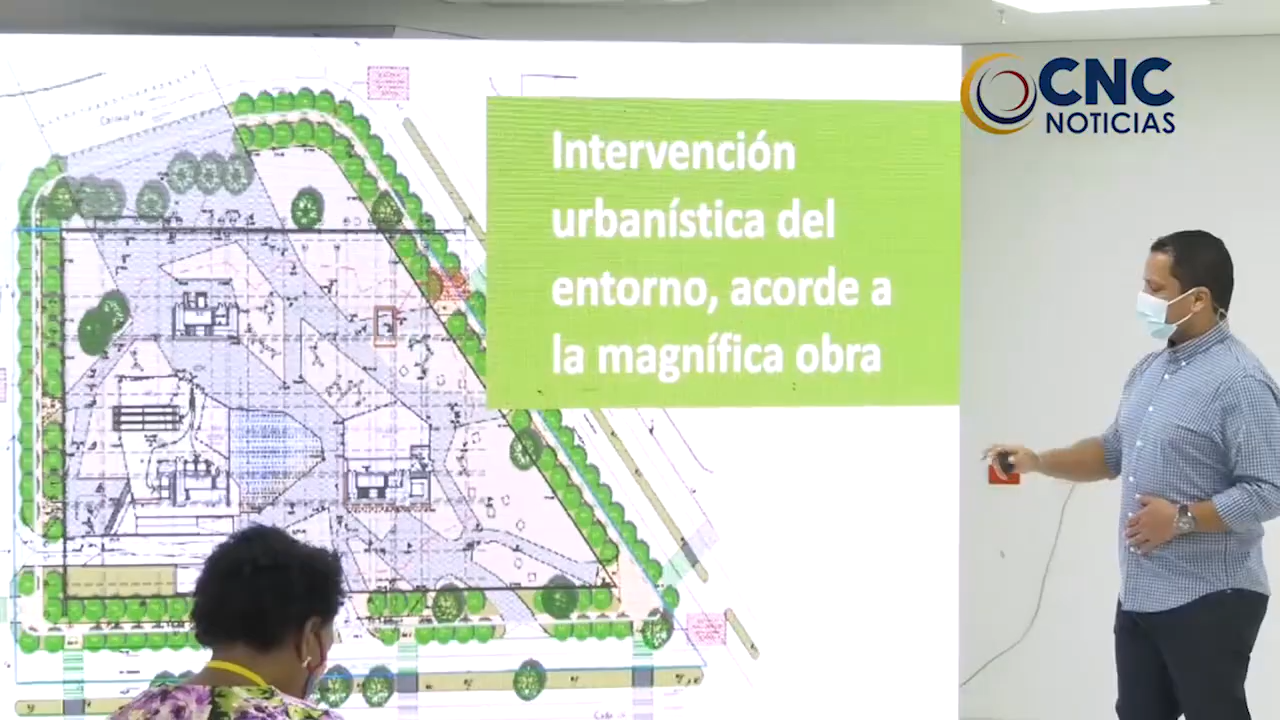 CNC
NOTICIAS
Intervención
urbanística del
entorno, acorde a
la magnífica obra